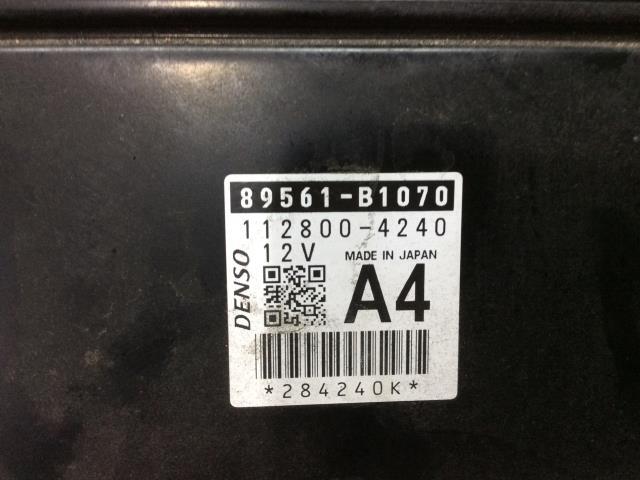 89561-B1070
112800-4240
12V MADE IN JAPAN
DENSO
A4
*284240K*